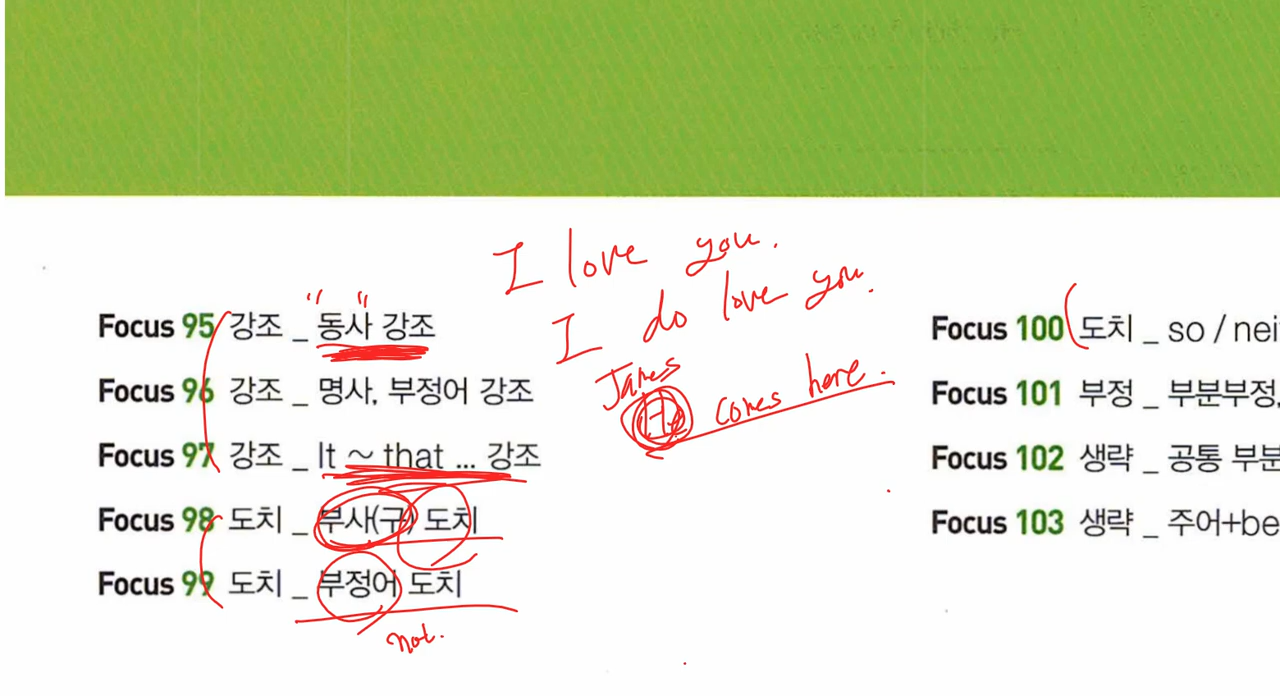 I love you.
I do love you.
James
He comes here.
Focus 95 강조 _ "동사" 강조
Focus 96 강조 _ 명사, 부정어 강조
Focus 97 강조 _ It ~ that ... 강조
Focus 98 도치 _ 부사(구) 도치
Focus 99 도치 _ 부정어 도치
not.
Focus 100 도치 _ so / nei
Focus 101 부정 _ 부분부정,
Focus 102 생략 _ 공통 부분
Focus 103 생략 _ 주어+be